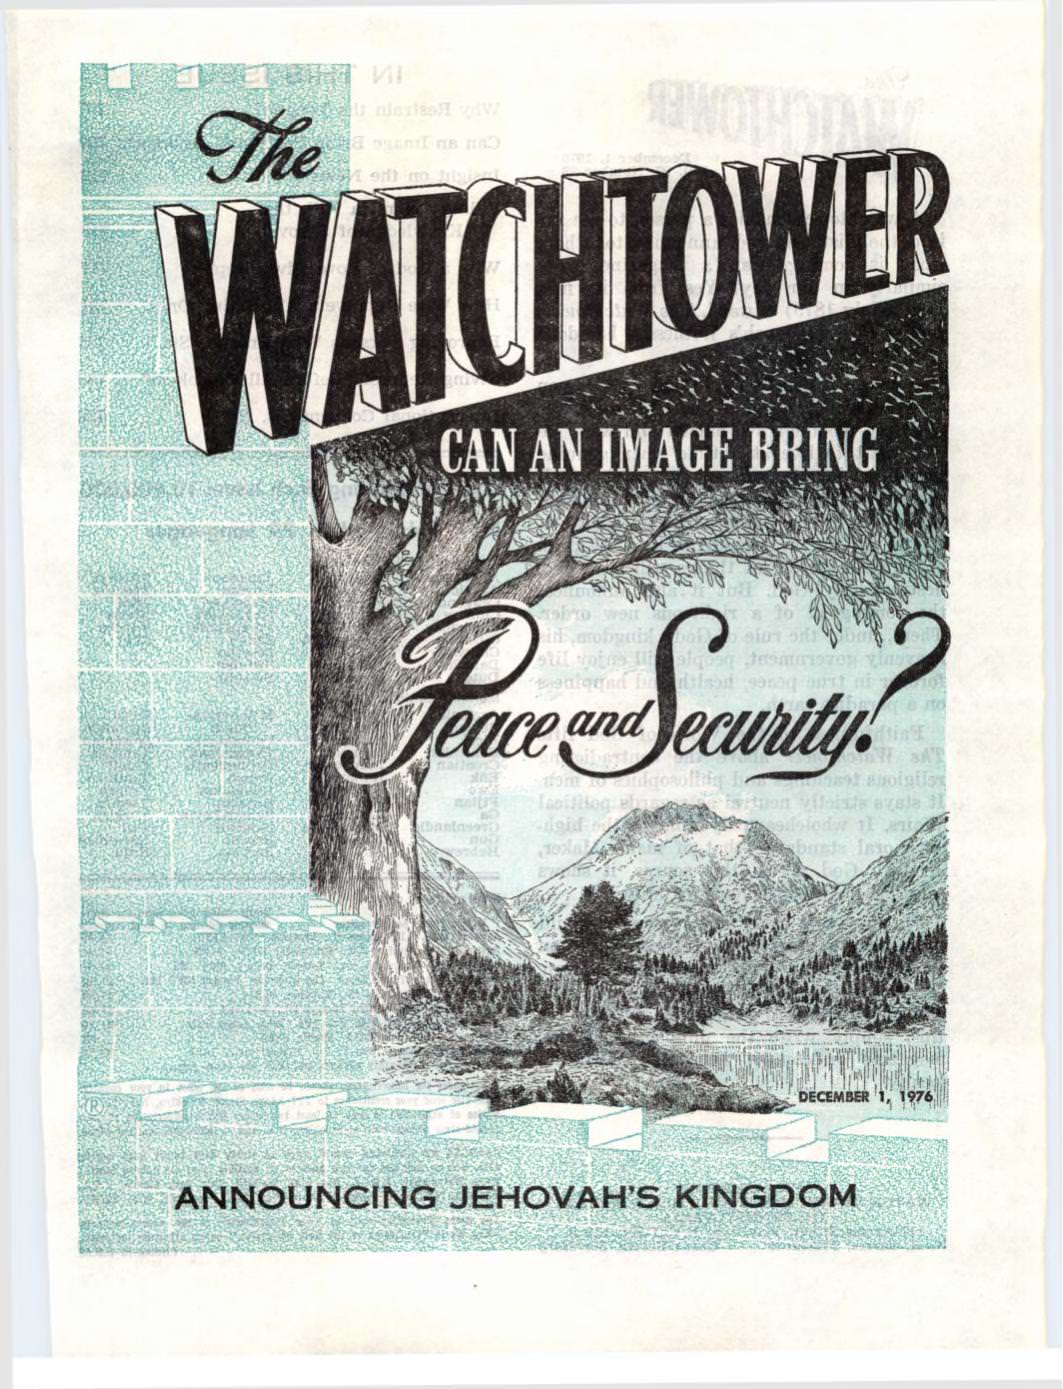 The
WATCHTOWER
CAN AN IMAGE BRING
Peace and Security?
DECEMBER 1, 1976
®
ANNOUNCING JEHOVAH'S KINGDOM